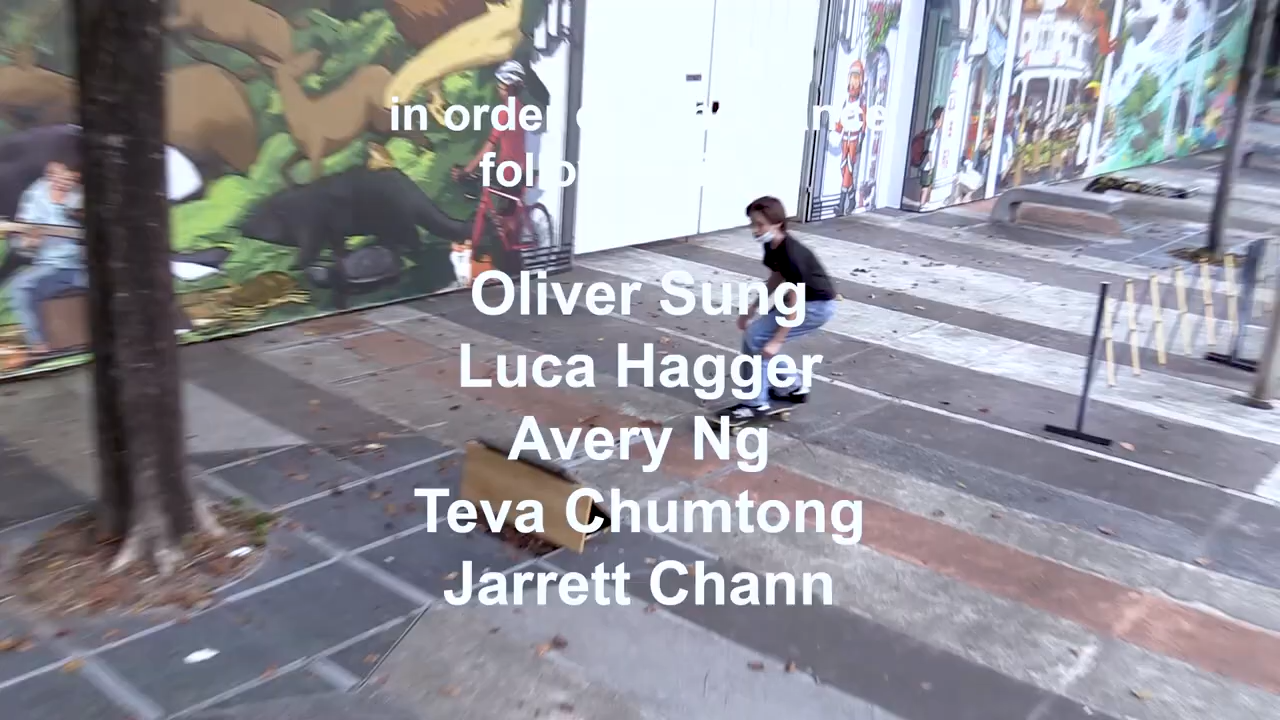 in order
Oliver Sung
Luca Hagger
Avery Ng
Teva Chumtong
Jarrett Chann